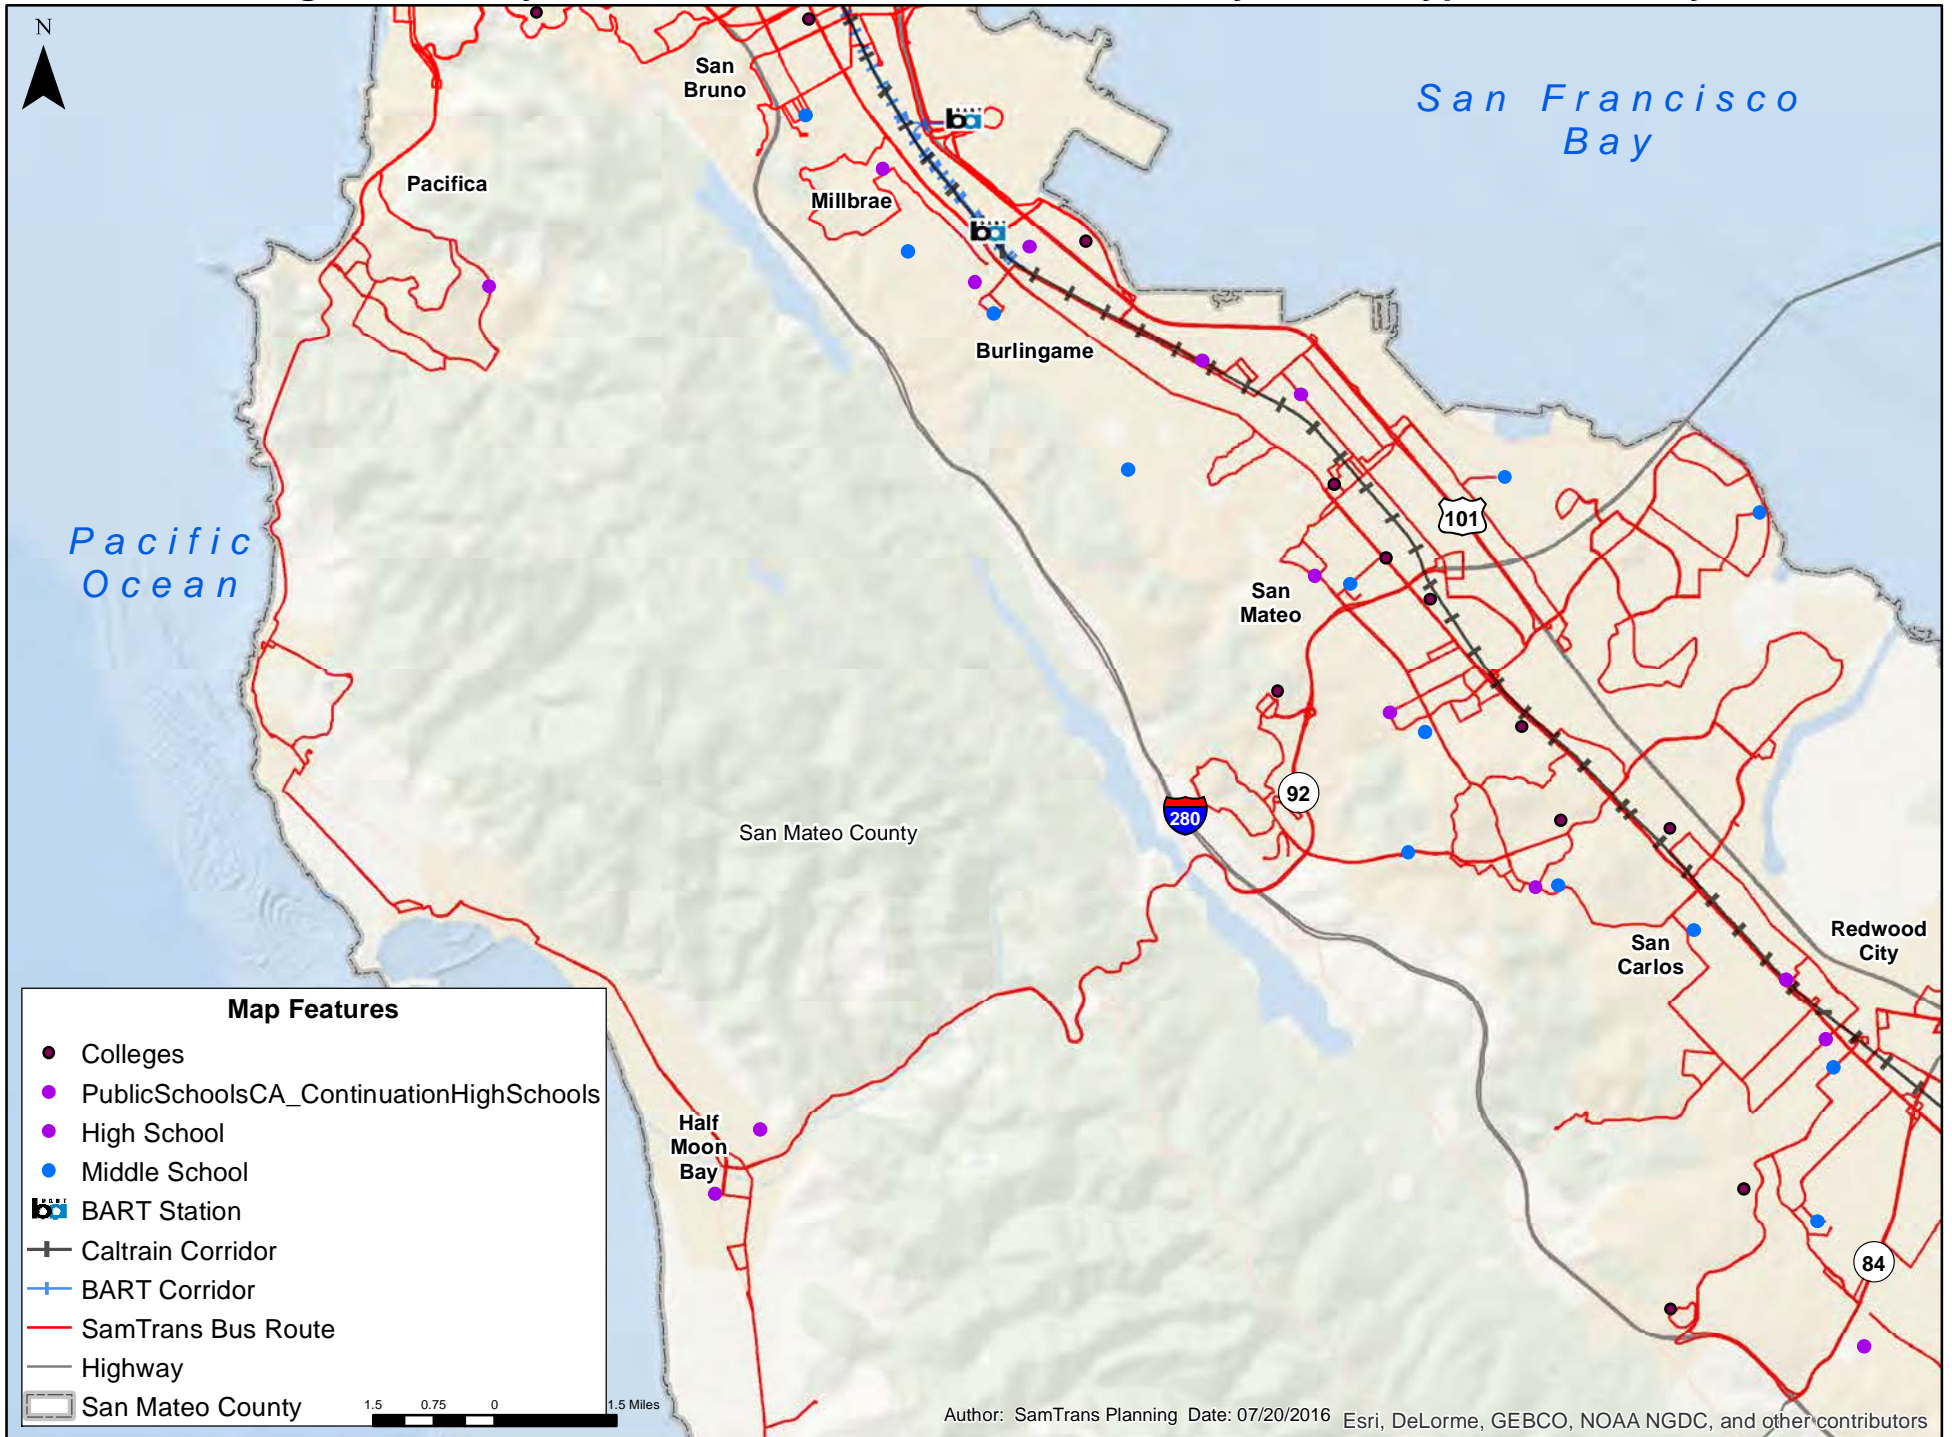 N
San Francisco
Bay
San
Bruno
Pacifica
Millbrae
Burlingame
101
Pacific
Ocean
San
Mateo
92
280
San Mateo County
San
Carlos
Redwood
City
Half
Moon
Bay
84
Map Features
Colleges
PublicSchoolsCA_ContinuationHighSchools
High School
Middle School
BART Station
Caltrain Corridor
BART Corridor
SamTrans Bus Route
Highway
San Mateo County
1.5 0.75 0 1.5 Miles
Author: SamTrans Planning Date: 07/20/2016
Esri, DeLorme, GEBCO, NOAA NGDC, and other contributors